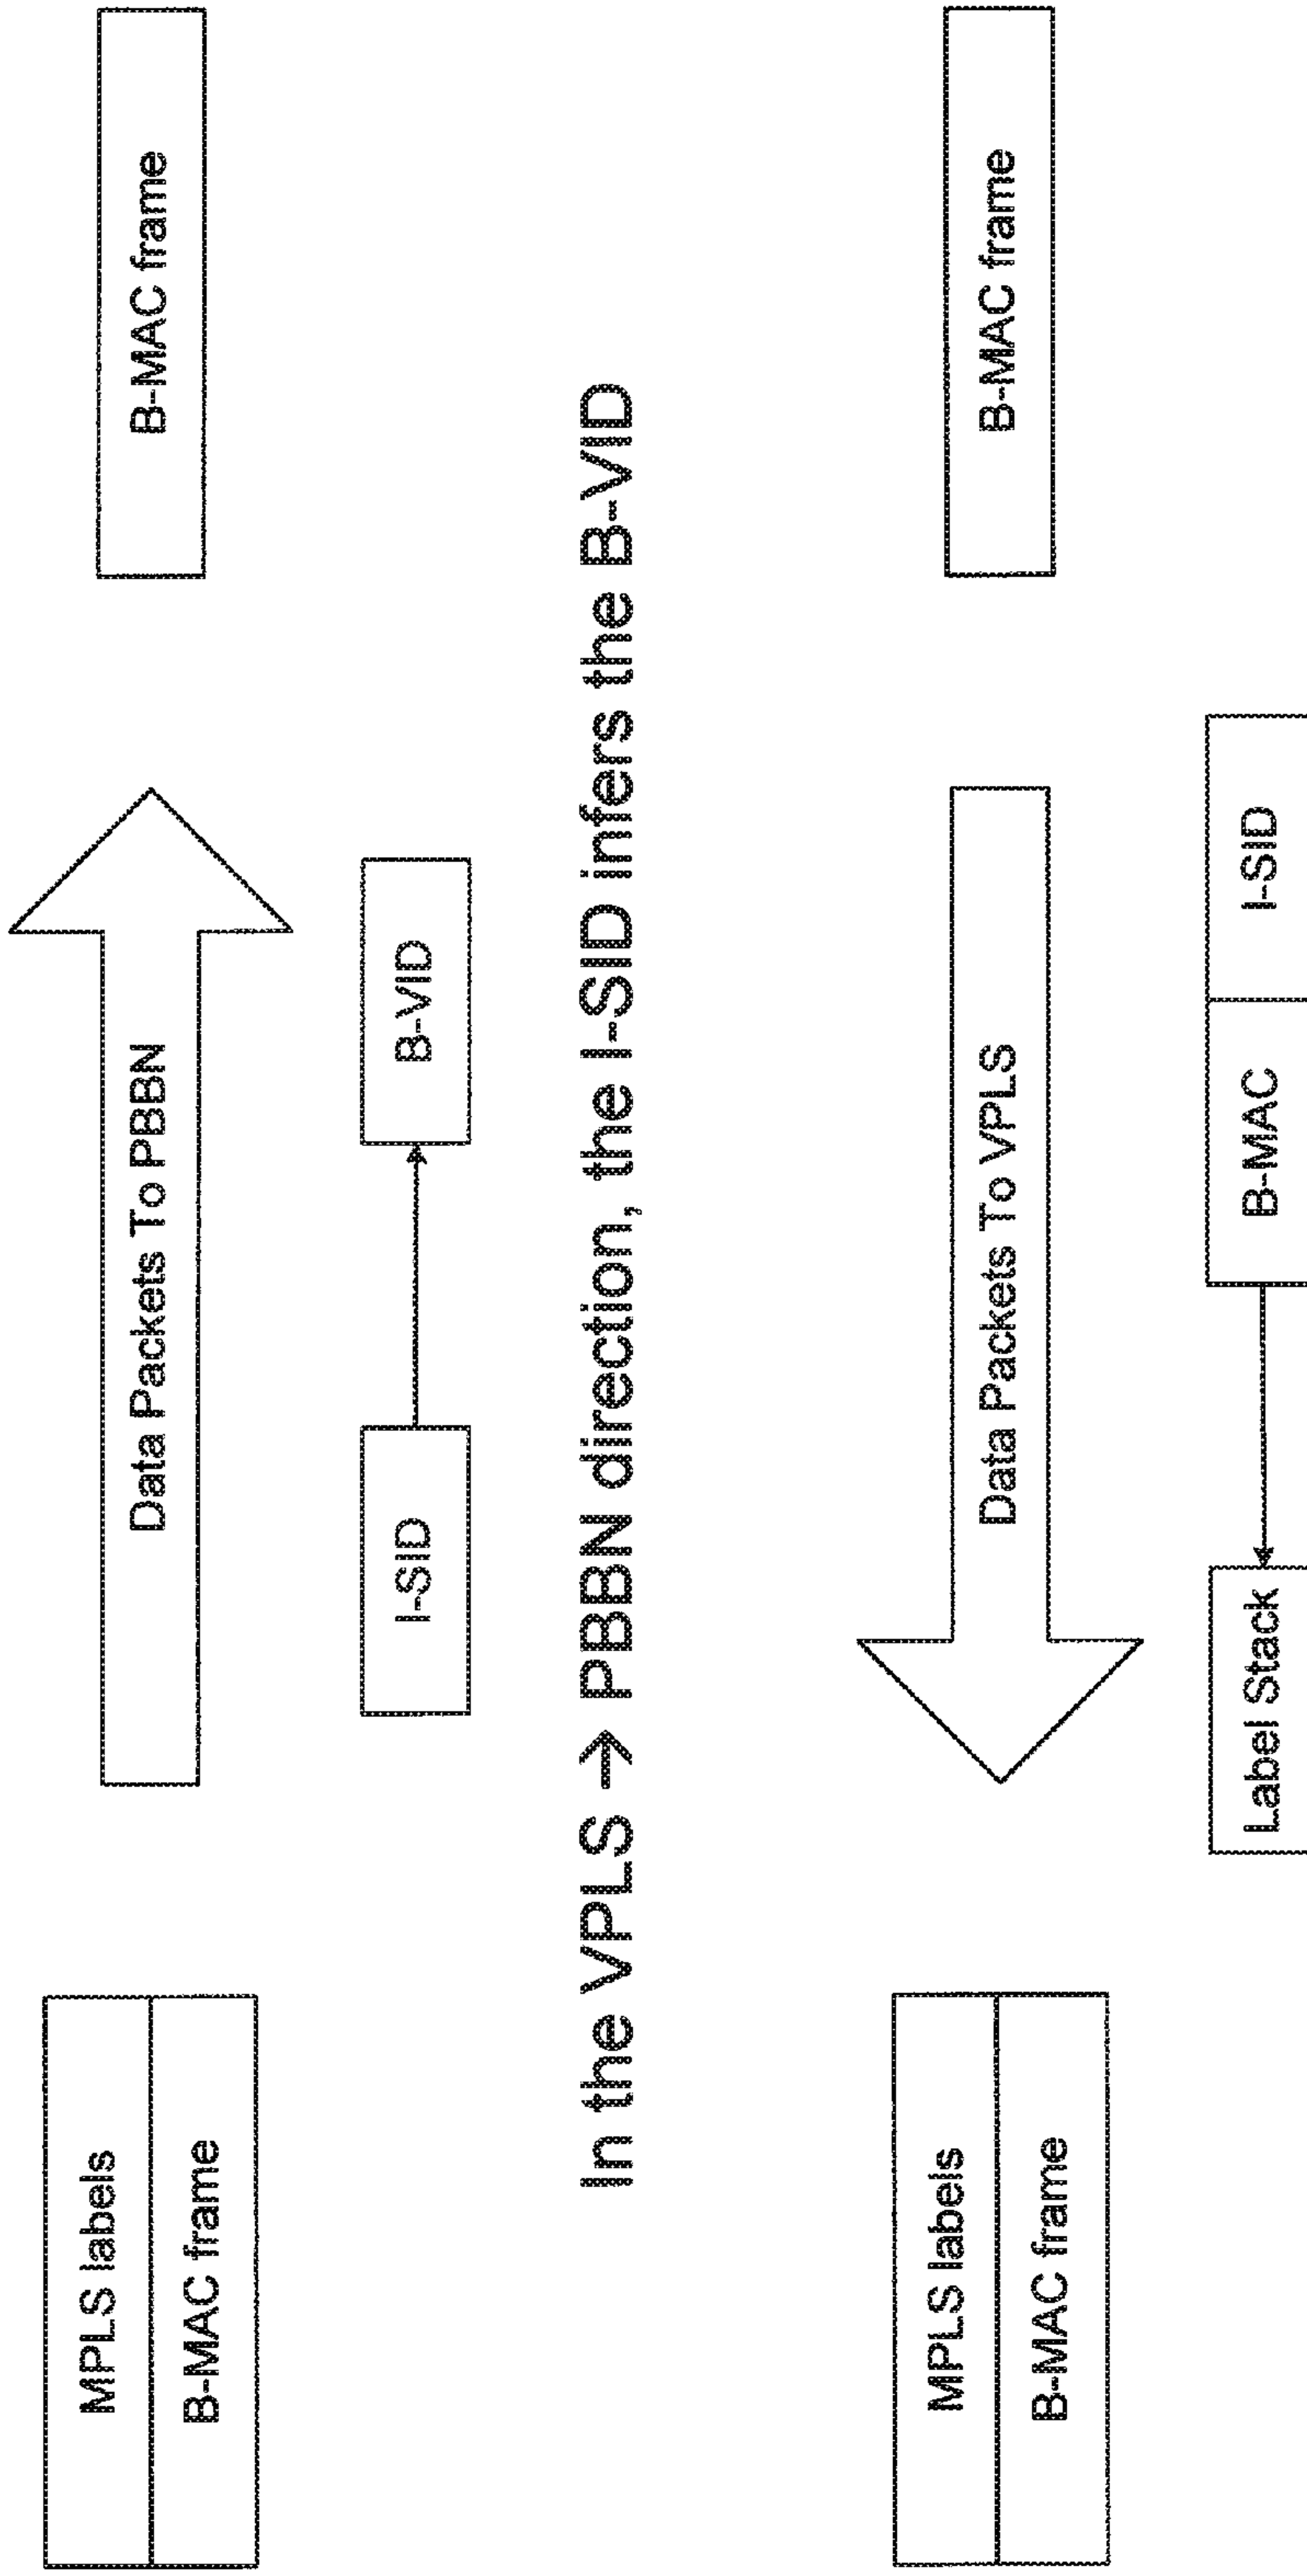 MPLS labels
B-MAC frame
Data Packets To PBBN
B-MAC frame
I-SID
B-VID
In the VPLS → PBBN direction, the I-SID infers the B-VID
MPLS labels
B-MAC frame
Data Packets To VPLS
B-MAC frame
Label Stack
B-MAC
I-SID